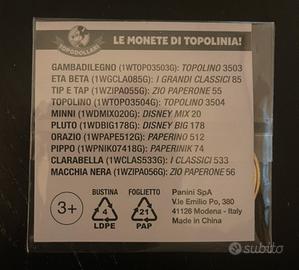 TOPODOLLARI
LE MONETE DI TOPOLINIA!
GAMBADILEGNO (1WTOPO3503G): TOPOLINO 3503
ETA BETA (1WGCLA085G): I GRANDI CLASSICI 85
TIP E TAP (1WZIPA055G): ZIO PAPERONE 55
TOPOLINO (1WTOPO3504G): TOPOLINO 3504
MINNI (1WDMIX020G): DISNEY MIX 20
PLUTO (1WDBIG178G): DISNEY BIG 178
ORAZIO (1WPAPE512G): PAPERINO 512
PIPPO (1WPNIK07418G): PAPERINIK 74
CLARABELLA (1WCLAS533G): I CLASSICI 533
MACCHIA NERA (1WZIPA056G): ZIO PAPERONE 56
3+
BUSTINA
4
LDPE
FOGLIETTO
21
PAP
Panini SpA
V.le Emilio Po, 380
41126 Modena - Italy
Made in China
subito